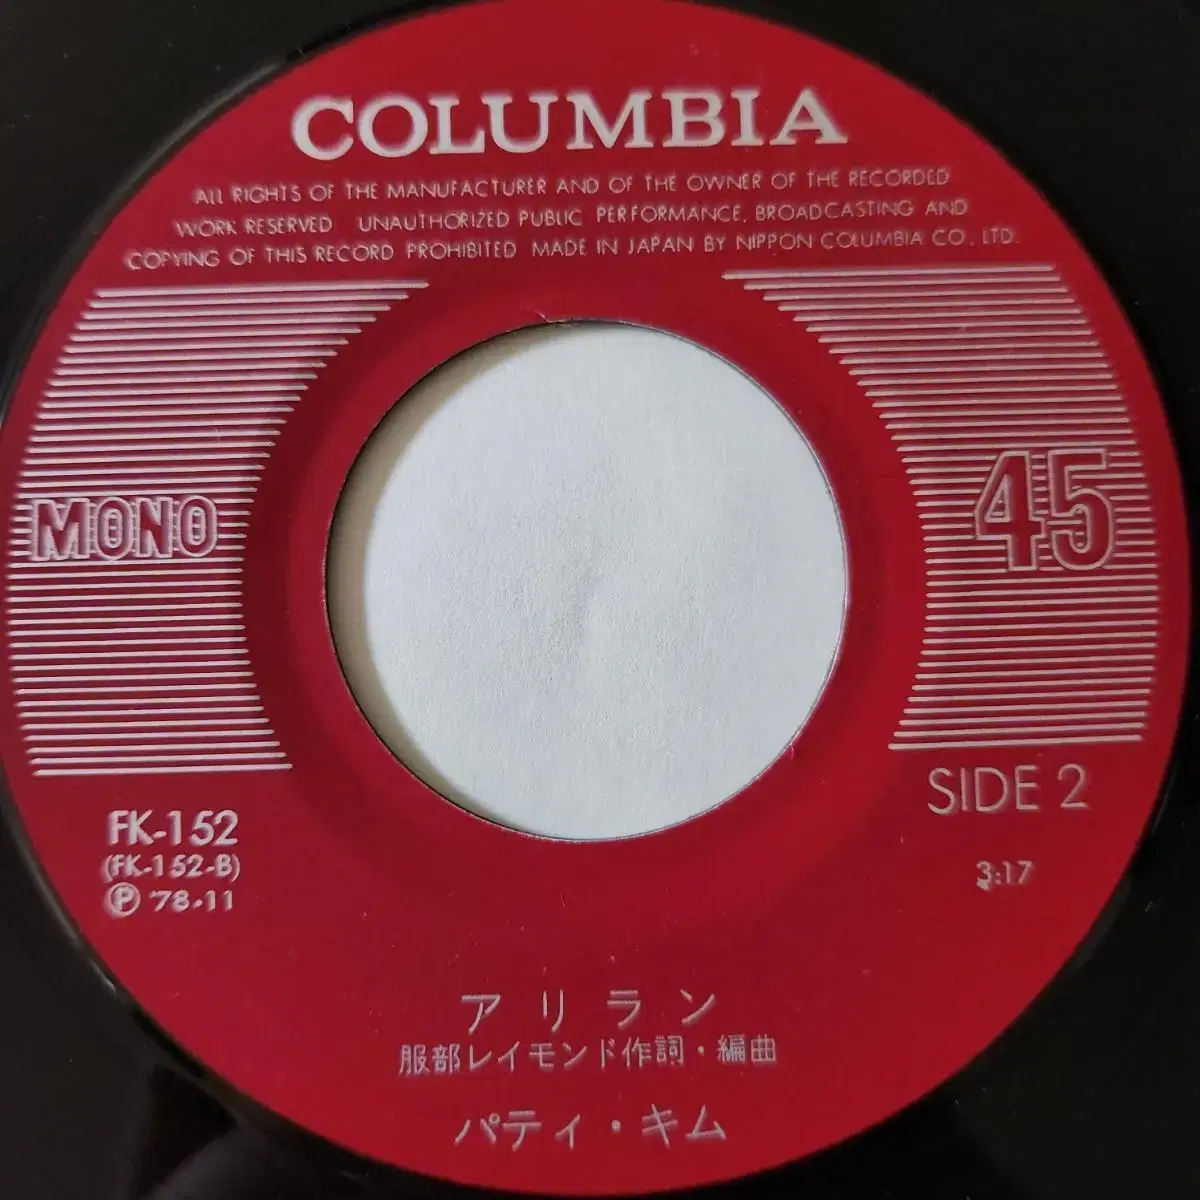 COLUMBIA
ALL RIGHTS OF THE MANUFACTURER AND OF THE OWNER OF THE RECORDED
WORK RESERVED UNAUTHORIZED PUBLIC PERFORMANCE, BROADCASTING AND
COPYING OF THIS RECORD PROHIBITED MADE IN JAPAN BY NIPPON COLUMBIA CO., LTD.
MONO
45
SIDE 2
FK-152
(FK-152-B)
Ⓟ '78・11
3:17
アリラン
服部レイモンド作詞・編曲
パティ・キム